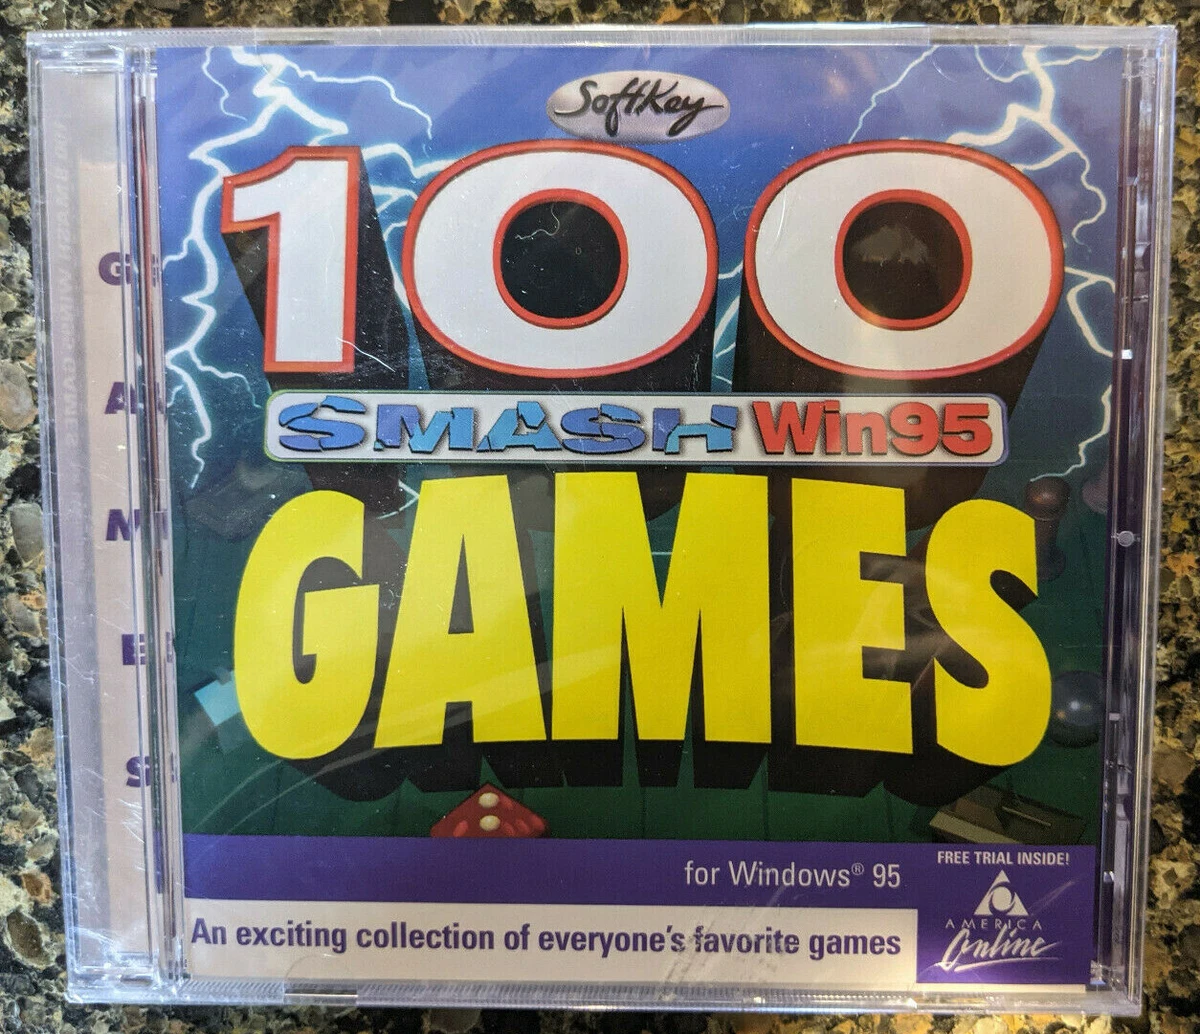 SoftKey
100
SMASH Win95
GAMES
for Windows® 95
An exciting collection of everyone's favorite games
FREE TRIAL INSIDE!
AMERICA
Online
G
A
M
E
S